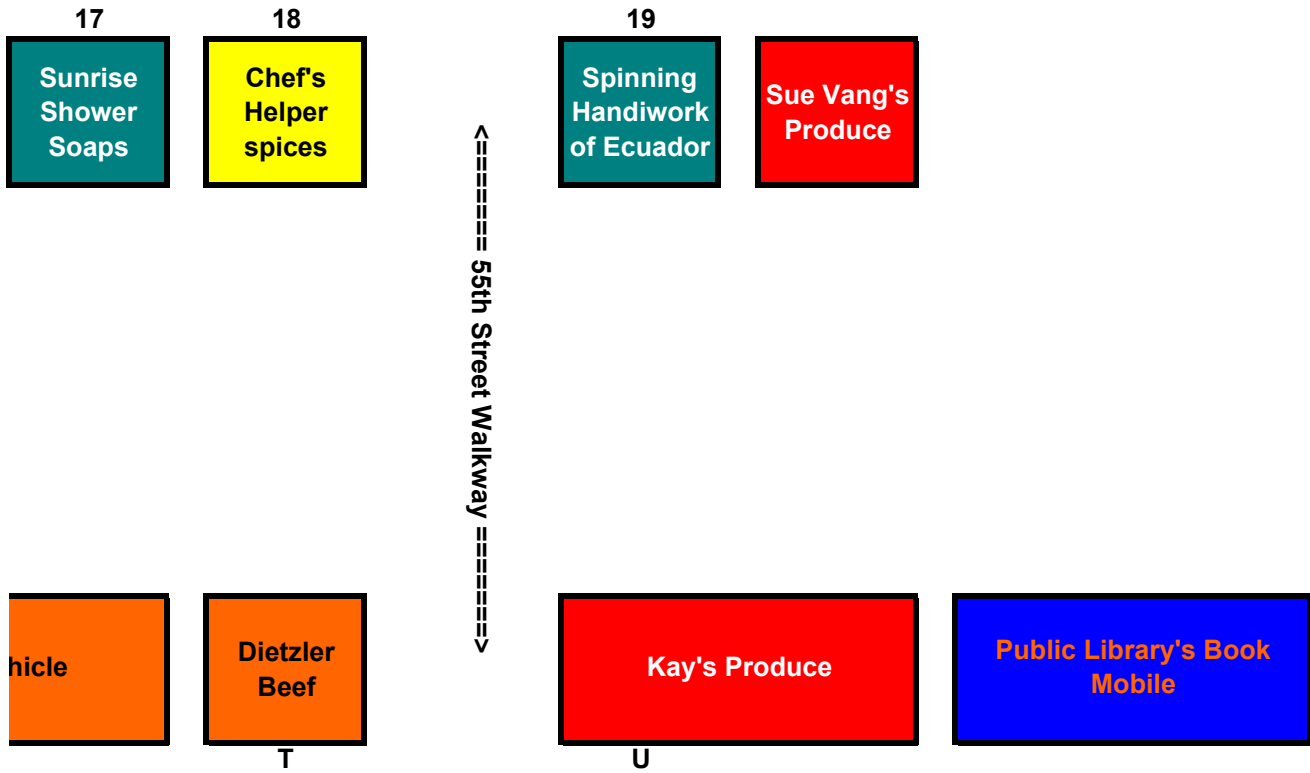 17
18
19
Sunrise
Shower
Soaps
Chef's
Helper
spices
Spinning
Handiwork
of Ecuador
Sue Vang's
Produce
<======== 55th Street Walkway ========>
hicle
Dietzler
Beef
Kay's Produce
Public Library's Book
Mobile
T
U